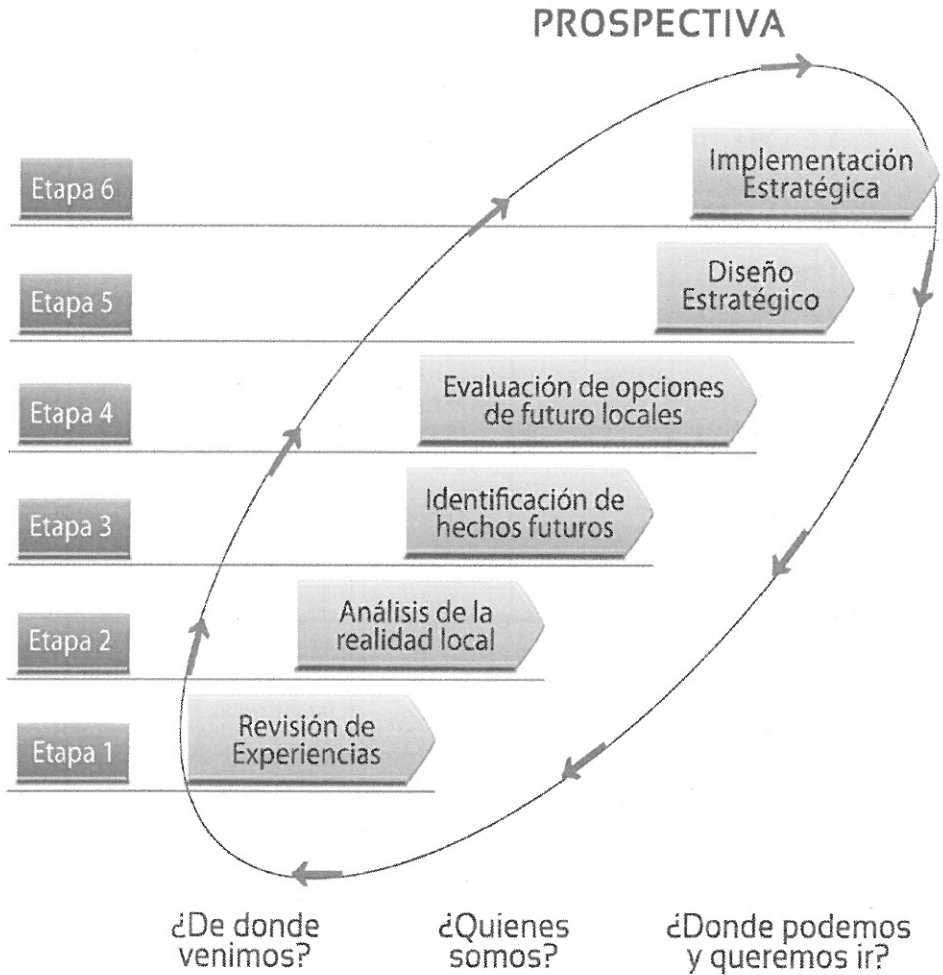 PROSPECTIVA
Etapa 6
Implementación
Estratégica
Etapa 5
Diseño
Estratégico
Etapa 4
Evaluación de opciones
de futuro locales
Etapa 3
Identificación de
hechos futuros
Etapa 2
Análisis de la
realidad local
Etapa 1
Revisión de
Experiencias
¿De donde
venimos?
¿Quienes
somos?
¿Donde podemos
y queremos ir?